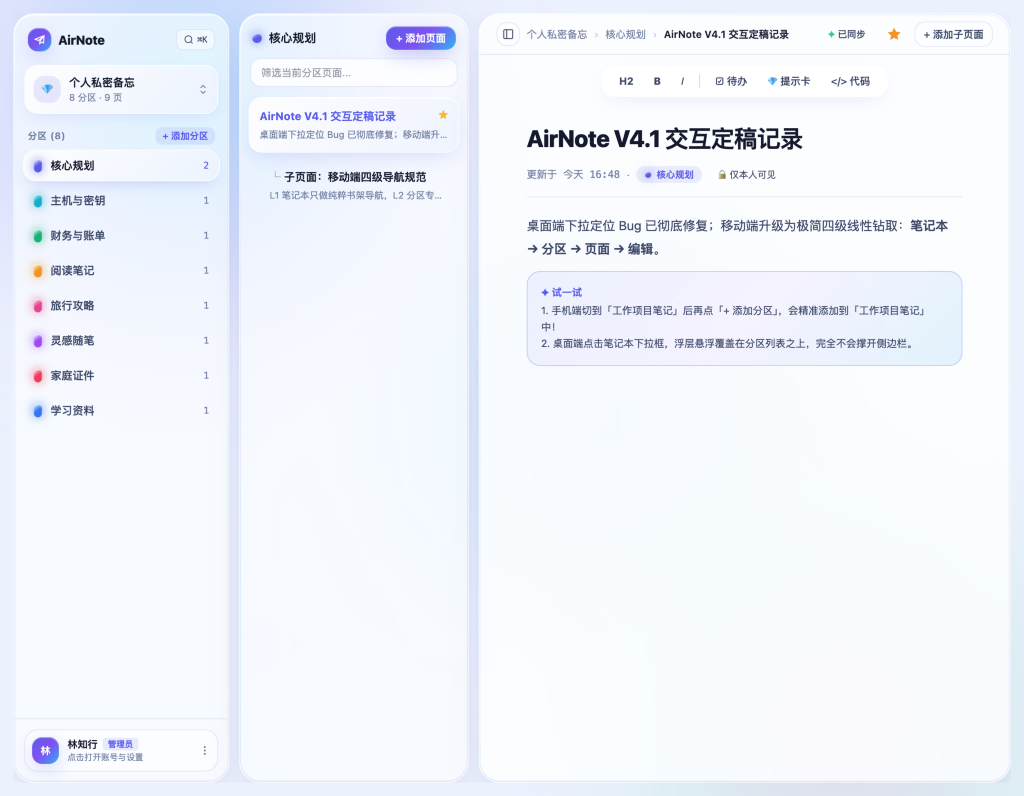 AirNote
⌘K
个人私密备忘
8 分区 · 9 页
分区 (8)
+ 添加分区
核心规划 2
主机与密钥 1
财务与账单 1
阅读笔记 1
旅行攻略 1
灵感随笔 1
家庭证件 1
学习资料 1
林
林知行 管理员
点击打开账号与设置
核心规划
+ 添加页面
筛选当前分区页面...
AirNote V4.1 交互定稿记录
桌面端下拉定位 Bug 已彻底修复；移动端升...
子页面：移动端四级导航规范
L1 笔记本只做纯粹书架导航，L2 分区专...
个人私密备忘 › 核心规划 › AirNote V4.1 交互定稿记录
✦ 已同步
+ 添加子页面
H2 B I 待办 提示卡 </> 代码
AirNote V4.1 交互定稿记录
更新于 今天 16:48 · 核心规划 仅本人可见
桌面端下拉定位 Bug 已彻底修复；移动端升级为极简四级线性钻取：笔记本
→ 分区 → 页面 → 编辑。
✦ 试一试
1. 手机端切到「工作项目笔记」后再点「+ 添加分区」，会精准添加到「工作项目笔记」
中！
2. 桌面端点击笔记本下拉框，浮层悬浮覆盖在分区列表之上，完全不会撑开侧边栏。